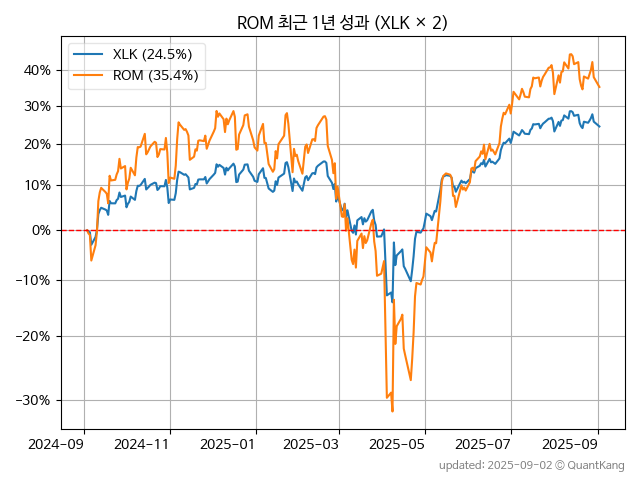 ROM 최근 1년 성과 (XLK × 2)
XLK (24.5%)
ROM (35.4%)
40%
30%
20%
10%
0%
−10%
−20%
−30%
2024-09 2024-11 2025-01 2025-03 2025-05 2025-07 2025-09
updated: 2025-09-02 © QuantKang